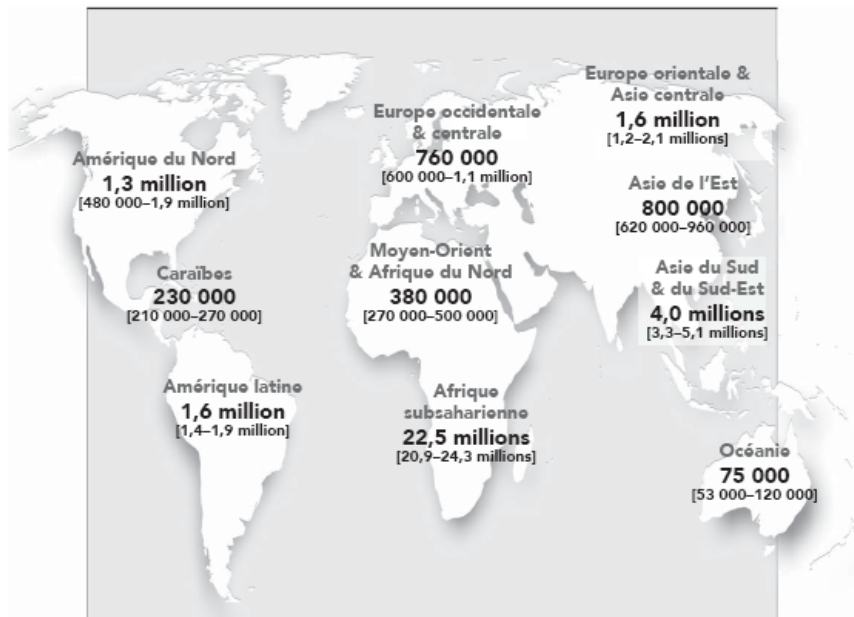 Europe orientale &
Asie centrale
1,6 million
[1,2–2,1 millions]
Europe occidentale
& centrale
760 000
[600 000–1,1 million]
Amérique du Nord
1,3 million
[480 000–1,9 million]
Asie de l’Est
800 000
[620 000–960 000]
Moyen-Orient
& Afrique du Nord
380 000
[270 000–500 000]
Caraïbes
230 000
[210 000–270 000]
Asie du Sud
& du Sud-Est
4,0 millions
[3,3–5,1 millions]
Amérique latine
1,6 million
[1,4–1,9 million]
Afrique
subsaharienne
22,5 millions
[20,9–24,3 millions]
Océanie
75 000
[53 000–120 000]